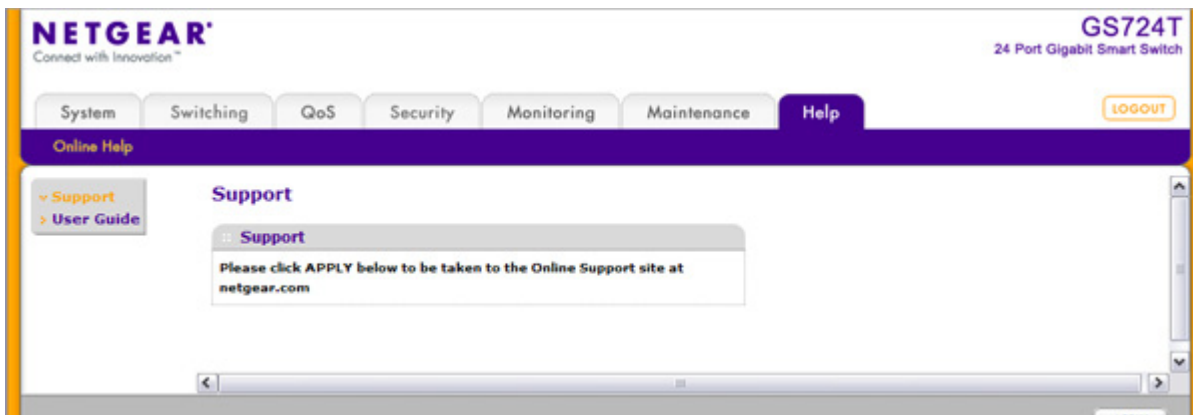 NETGEAR®
Connect with Innovation™
GS724T
24 Port Gigabit Smart Switch
System
Switching
QoS
Security
Monitoring
Maintenance
Help
LOGOUT
Online Help
Support
User Guide
Support
Support
Please click APPLY below to be taken to the Online Support site at
netgear.com